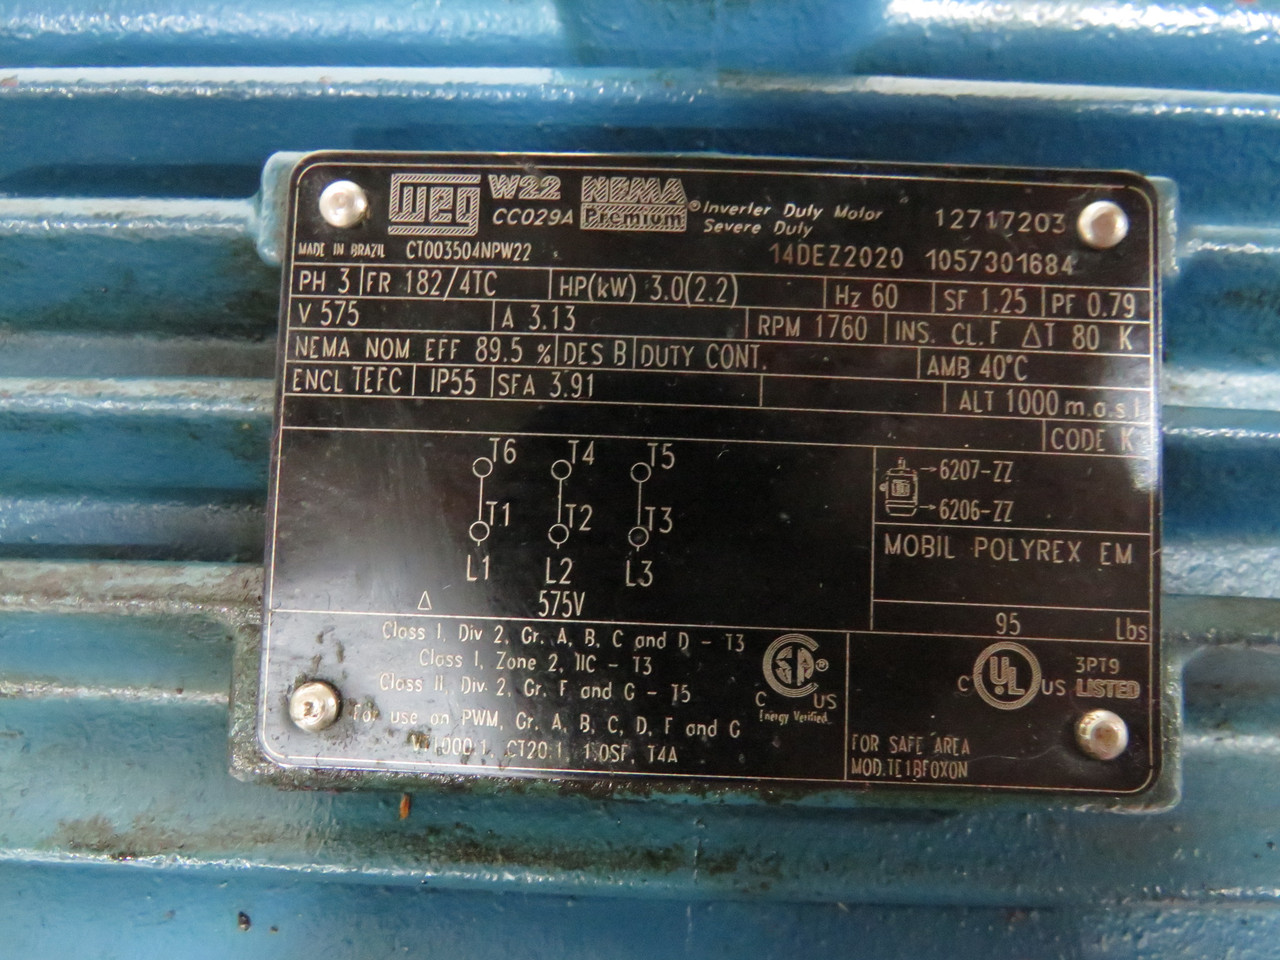 WEG W22 NEMA Premium® Inverter Duty Motor 12717203
CC029A Severe Duty
MADE IN BRAZIL CT003504NPW22 14DEZ2020 1057301684
PH 3 FR 182/4TC HP(kW) 3.0(2.2) Hz 60 SF 1.25 PF 0.79
V 575 A 3.13 RPM 1760 INS. CL. F ΔT 80 K
NEMA NOM EFF 89.5 % DES B DUTY CONT. AMB 40°C
ENCL TEFC IP55 SFA 3.91 ALT 1000 m.a.s.l.
CODE K
T6 T4 T5
T1 T2 T3
L1 L2 L3
Δ 575V
6207-ZZ
6206-ZZ
MOBIL POLYREX EM
95 Lbs
Class I, Div 2, Gr. A, B, C and D - T3
Class I, Zone 2, IIC - T3
Class II, Div 2, Gr. F and G - T5
For use on PWM, Gr. A, B, C, D, F and G
1000:1, CT20:1 1.0SF, T4A
CSA®
C US
Energy Verified
C UL US 3PT9
LISTED
FOR SAFE AREA
MOD.TE1BF0X0N